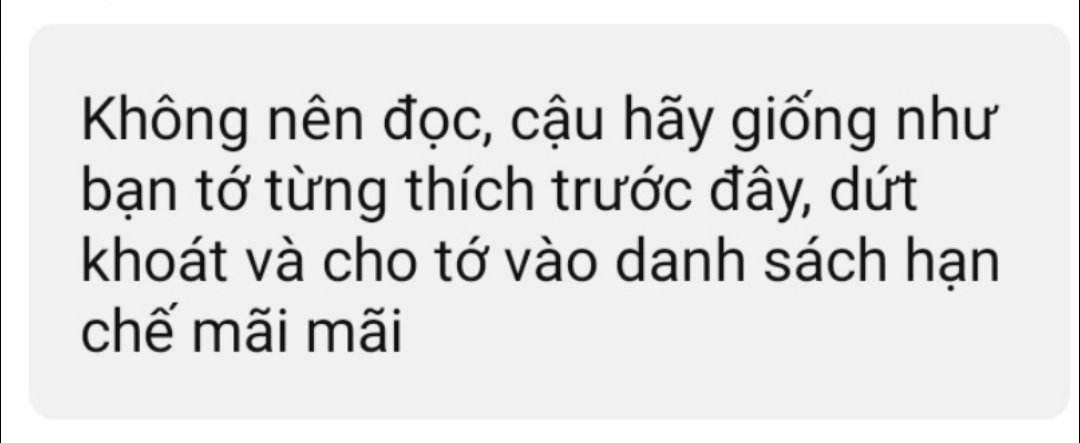 Không nên đọc, cậu hãy giống như
bạn tớ từng thích trước đây, dứt
khoát và cho tớ vào danh sách hạn
chế mãi mãi